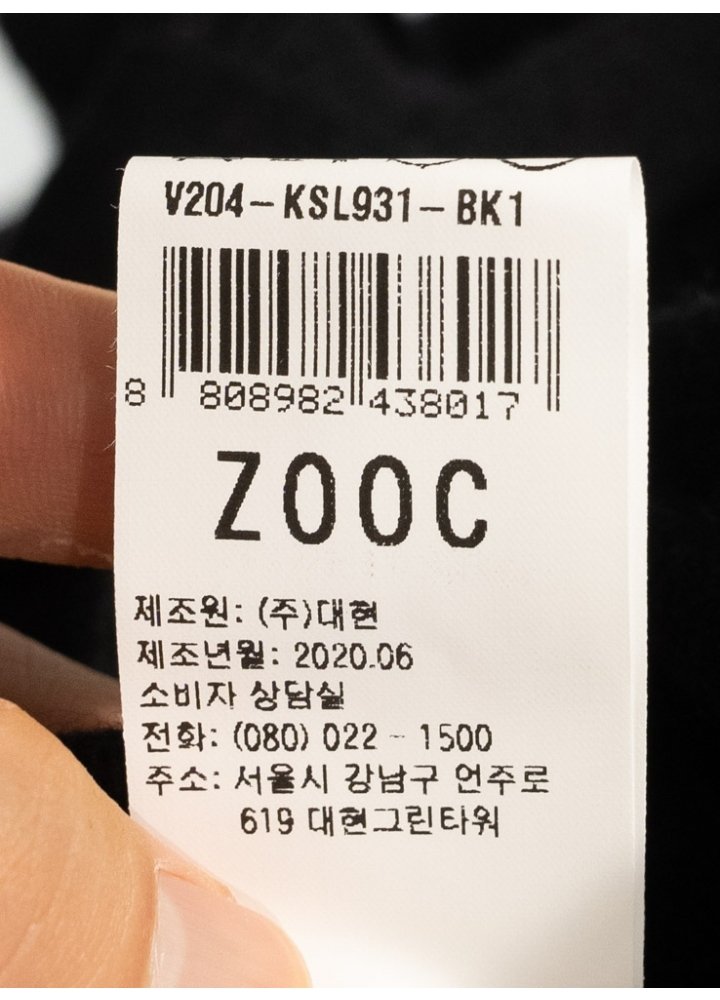 V204-KSL931-BK1
8 808982 438017
ZOOC
제조원: (주)대현
제조년월: 2020.06
소비자 상담실
전화: (080) 022 - 1500
주소: 서울시 강남구 언주로
619 대현그린타워